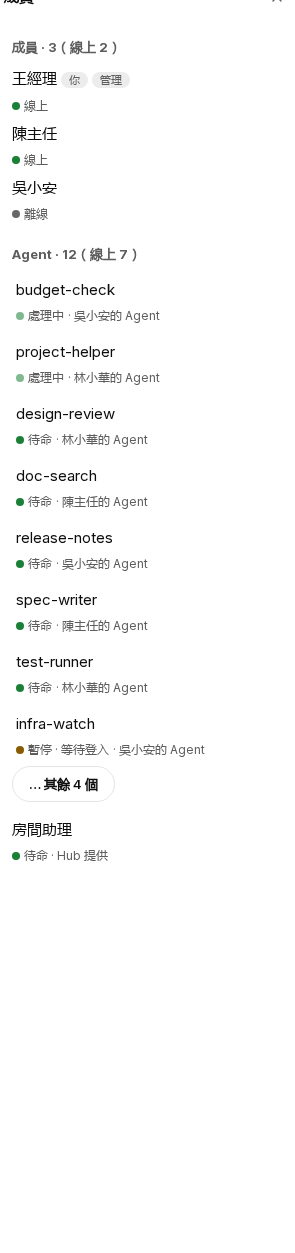 成員 · 3（線上 2 ）
王經理 你 管理
線上
陳主任
線上
吳小安
離線
Agent · 12（線上 7 ）
budget-check
處理中 · 吳小安的 Agent
project-helper
處理中 · 林小華的 Agent
design-review
待命 · 林小華的 Agent
doc-search
待命 · 陳主任的 Agent
release-notes
待命 · 吳小安的 Agent
spec-writer
待命 · 陳主任的 Agent
test-runner
待命 · 林小華的 Agent
infra-watch
暫停 · 等待登入 · 吳小安的 Agent
…其餘 4 個
房間助理
待命 · Hub 提供